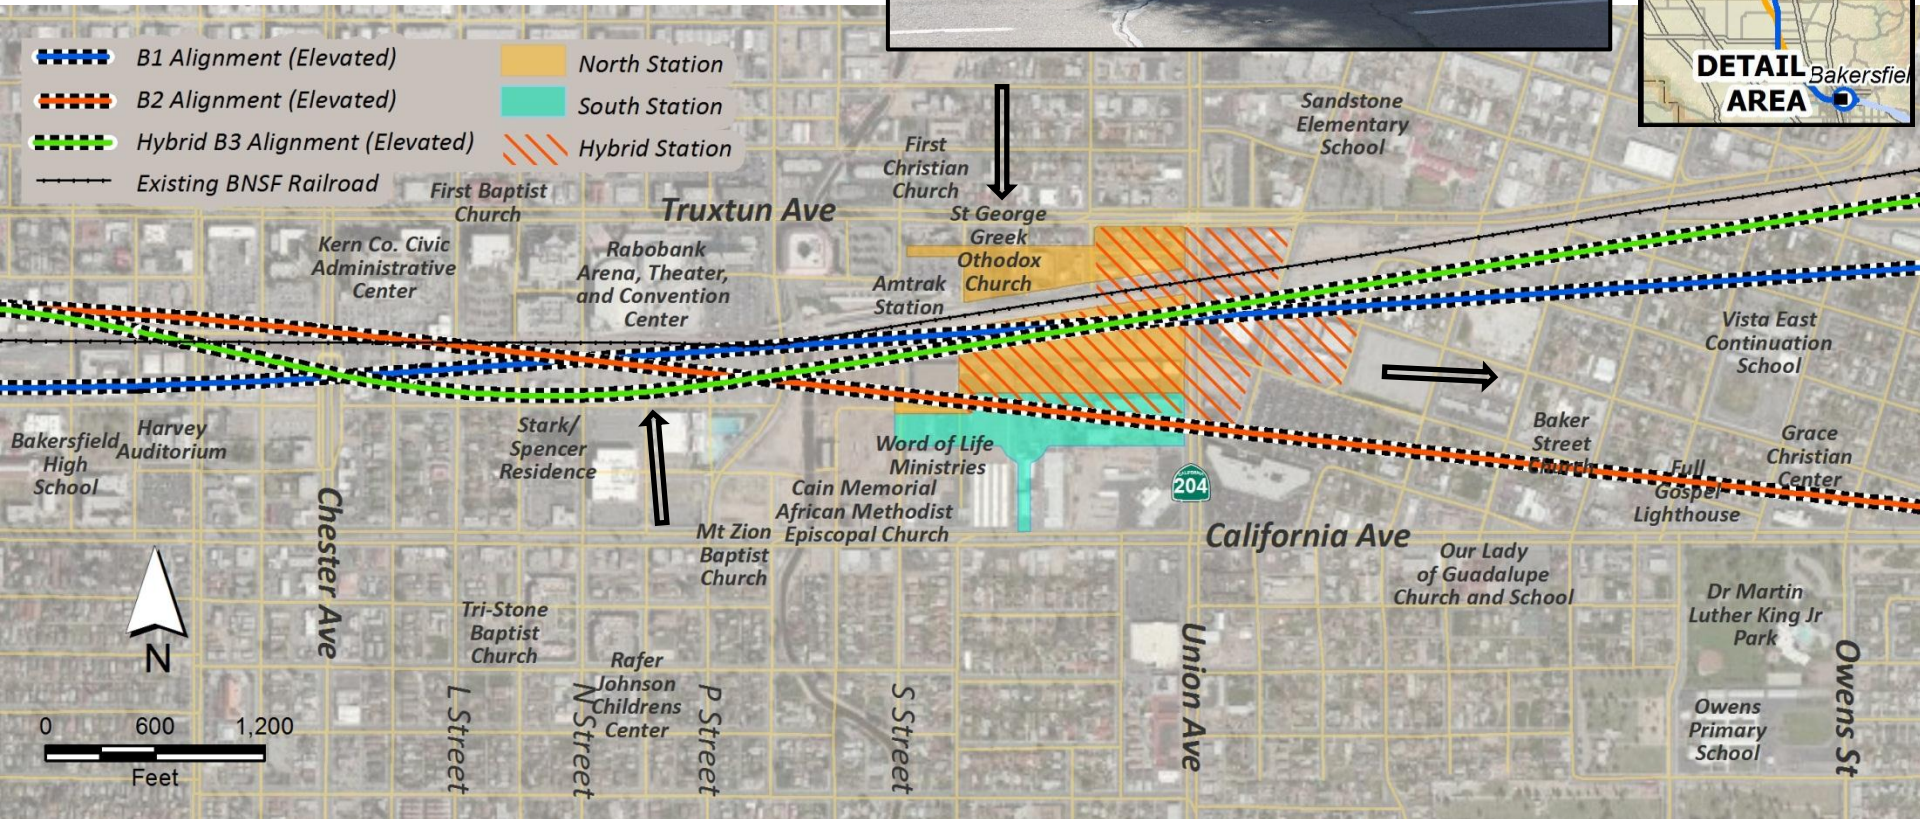 B1 Alignment (Elevated)
B2 Alignment (Elevated)
Hybrid B3 Alignment (Elevated)
Existing BNSF Railroad
North Station
South Station
Hybrid Station
DETAIL
AREA
Bakersfiel
Sandstone
Elementary
School
First
Christian
Church
First Baptist
Church
Truxtun Ave
St George
Greek
Othodox
Church
Kern Co. Civic
Administrative
Center
Rabobank
Arena, Theater,
and Convention
Center
Amtrak
Station
Vista East
Continuation
School
Bakersfield
High
School
Harvey
Auditorium
Stark/
Spencer
Residence
Word of Life
Ministries
Baker
Street
Church
Grace
Christian
Center
Full
Gospel
Lighthouse
CALIFORNIA
204
Cain Memorial
African Methodist
Episcopal Church
Mt Zion
Baptist
Church
California Ave
Our Lady
of Guadalupe
Church and School
Chester Ave
Tri-Stone
Baptist
Church
Dr Martin
Luther King Jr
Park
N
Rafer
Johnson
Childrens
Center
L Street
N Street
P Street
S Street
Union Ave
Owens St
Owens
Primary
School
0 600 1,200
Feet